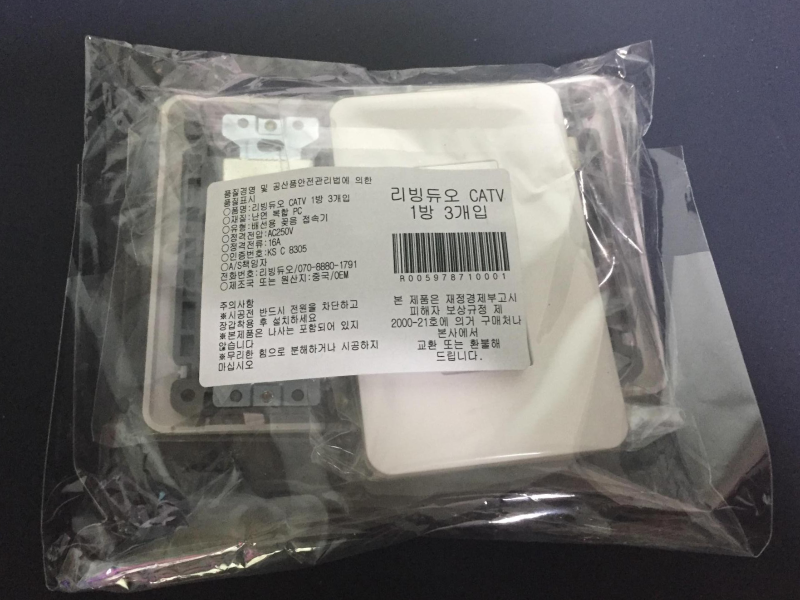 품질경영 및 공산품안전관리법에 의한
품질표시
○품명:리빙듀오 CATV 1방 3개입
○재질:난연 복합 PC
○유형:배선용 꽂음 접속기
○정격전압:AC250V
○정격전류:16A
○인증번호:KS C 8305
○A/S책임자
전화번호:리빙듀오/070-8880-1791
○제조국 또는 원산지:중국/OEM
주의사항
※시공전 반드시 전원을 차단하고
장갑착용 후 설치하세요
※본제품은 나사는 포함되어 있지
않습니다
※무리한 힘으로 분해하거나 시공하지
마십시오
리빙듀오 CATV
1방 3개입
R005978710001
본 제품은 재정경제부고시
피해자 보상규정 제
2000-21호에 의거 구매처나
본사에서
교환 또는 환불해
드립니다.